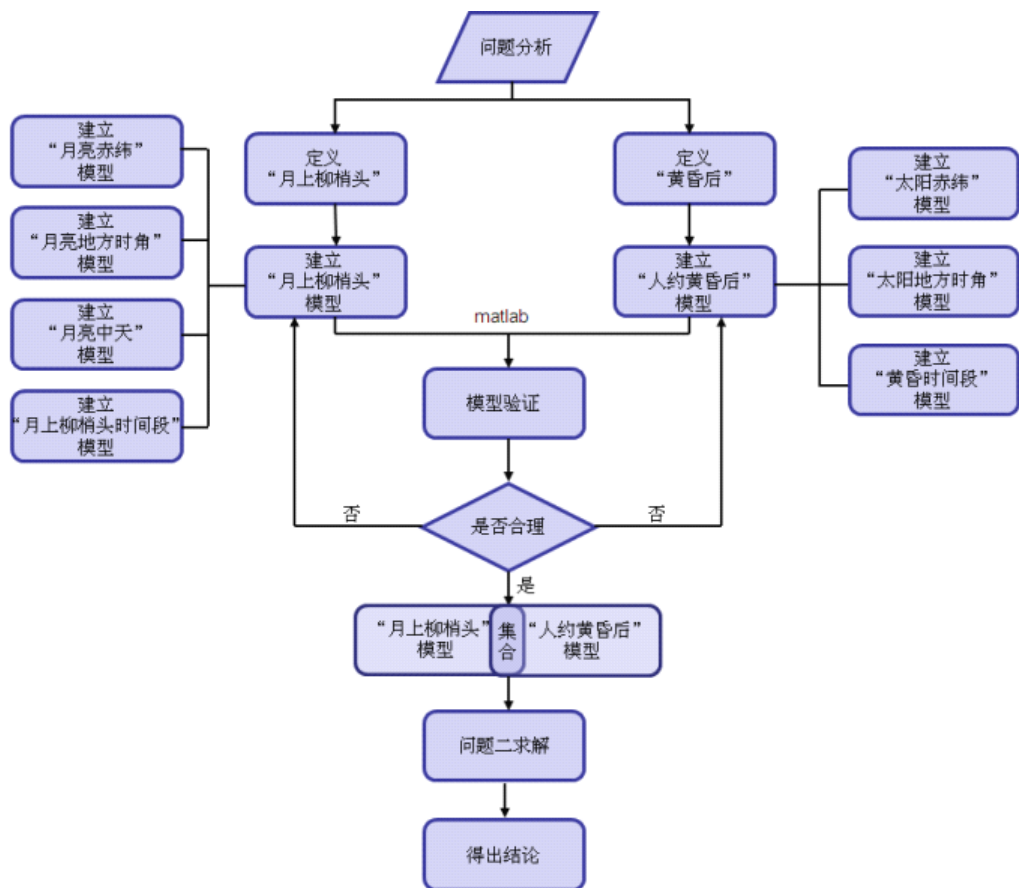 问题分析
建立
“月亮赤纬”
模型
建立
“月亮地方时角”
模型
建立
“月亮中天”
模型
建立
“月上柳梢头时间段”
模型
定义
“月上柳梢头”
建立
“月上柳梢头”
模型
定义
“黄昏后”
建立
“人约黄昏后”
模型
建立
“太阳赤纬”
模型
建立
“太阳地方时角”
模型
建立
“黄昏时间段”
模型
matlab
模型验证
是否合理
否
否
是
“月上柳梢头”
模型
集
合
“人约黄昏后”
模型
问题二求解
得出结论